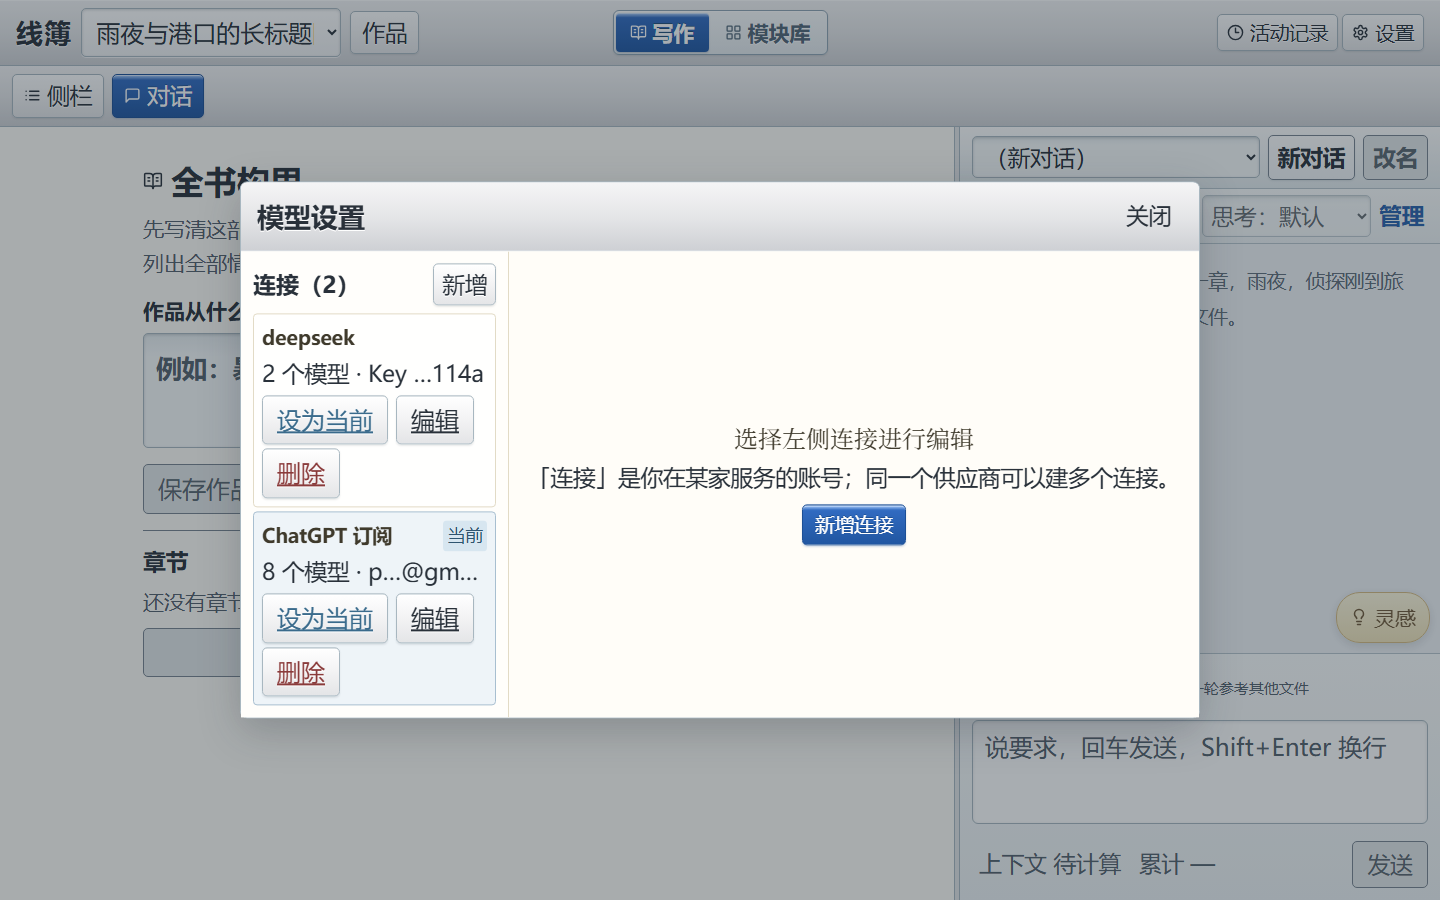 线簿
雨夜与港口的长标题
作品
写作
模块库
活动记录
设置
侧栏
对话
全书构思
先写清这部
列出全部情
作品从什么
例如：暴
保存作品
章节
还没有章节
（新对话）
新对话
改名
思考：默认
管理
一章，雨夜，侦探刚到旅
文件。
灵感
轮参考其他文件
说要求，回车发送，Shift+Enter 换行
上下文 待计算 累计 —
发送
模型设置
关闭
连接（2）
新增
deepseek
2 个模型 · Key ...114a
设为当前
编辑
删除
ChatGPT 订阅
当前
8 个模型 · p...@gm...
设为当前
编辑
删除
选择左侧连接进行编辑
「连接」是你在某家服务的账号；同一个供应商可以建多个连接。
新增连接